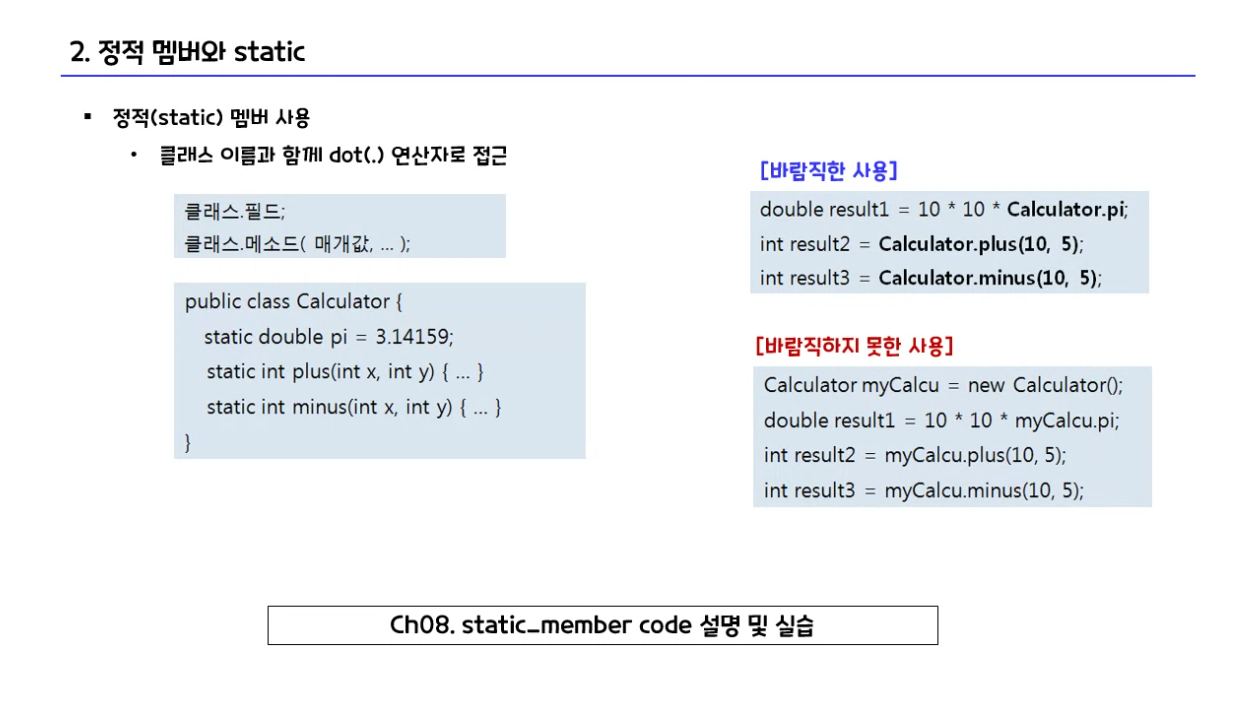 2. 정적 멤버와 static
▪ 정적(static) 멤버 사용
• 클래스 이름과 함께 dot(.) 연산자로 접근
클래스.필드;
클래스.메소드( 매개값, ... );
public class Calculator {
static double pi = 3.14159;
static int plus(int x, int y) { ... }
static int minus(int x, int y) { ... }
}
[바람직한 사용]
double result1 = 10 * 10 * Calculator.pi;
int result2 = Calculator.plus(10, 5);
int result3 = Calculator.minus(10, 5);
[바람직하지 못한 사용]
Calculator myCalcu = new Calculator();
double result1 = 10 * 10 * myCalcu.pi;
int result2 = myCalcu.plus(10, 5);
int result3 = myCalcu.minus(10, 5);
Ch08. static_member code 설명 및 실습